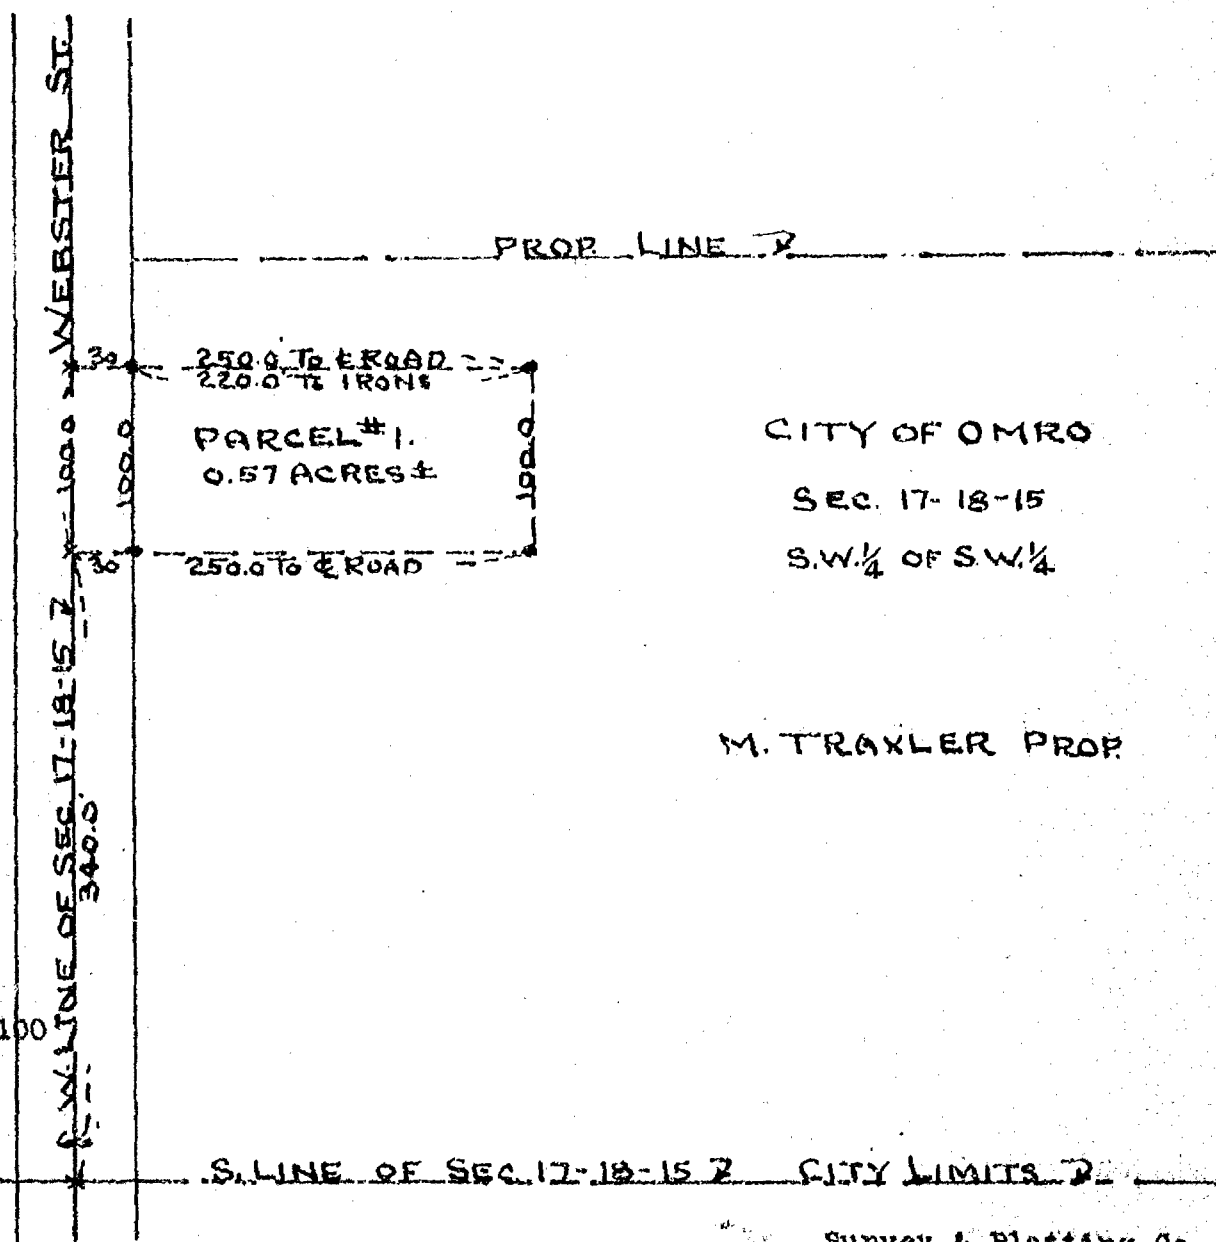 WEBSTER ST.
PROP. LINE
30
250.0 TO ℄ ROAD
220.0 TO IRONS
100
100.0
PARCEL #1.
0.57 ACRES ±
100.0
CITY OF OMRO
SEC. 17-18-15
S.W.¼ OF S.W.¼
30
250.0 TO ℄ ROAD
M. TRAXLER PROP.
W. LINE OF SEC. 17-18-15
340.0'
100
S. LINE OF SEC. 17-18-15 CITY LIMITS
Survey & Platting Co